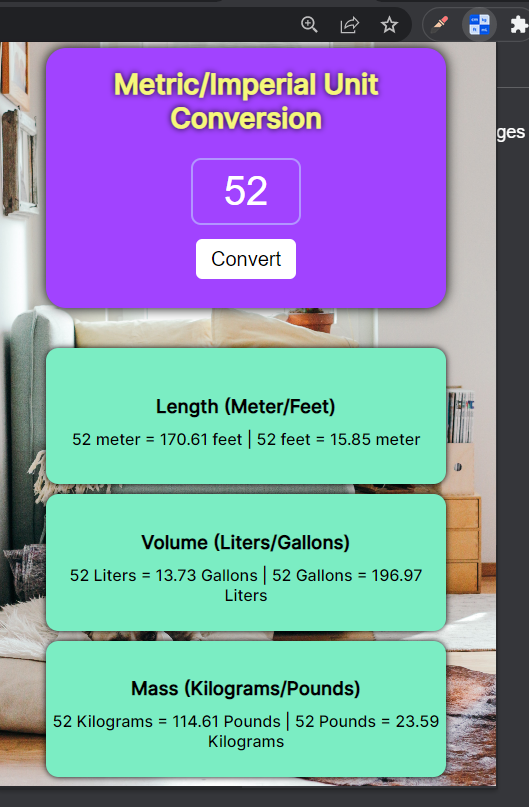 Metric/Imperial Unit
Conversion
ges
52
Convert
Length (Meter/Feet)
52 meter = 170.61 feet | 52 feet = 15.85 meter
Volume (Liters/Gallons)
52 Liters = 13.73 Gallons | 52 Gallons = 196.97
Liters
Mass (Kilograms/Pounds)
52 Kilograms = 114.61 Pounds | 52 Pounds = 23.59
Kilograms